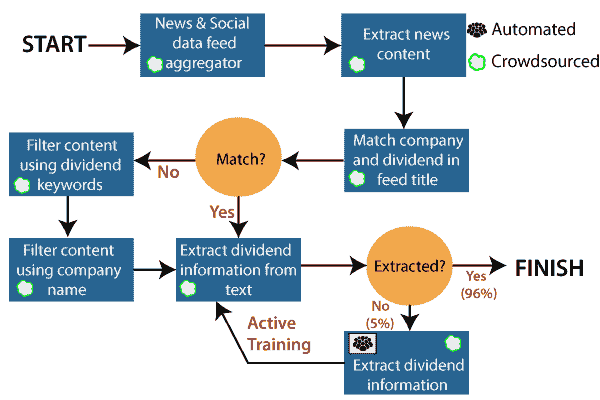 START
News & Social
data feed
aggregator
Extract news
content
Automated
Crowdsourced
Match company
and dividend in
feed title
Match?
No
Yes
Filter content
using dividend
keywords
Filter content
using company
name
Extract dividend
information from
text
Extracted?
Yes
(96%)
FINISH
No
(5%)
Active
Training
Extract dividend
information